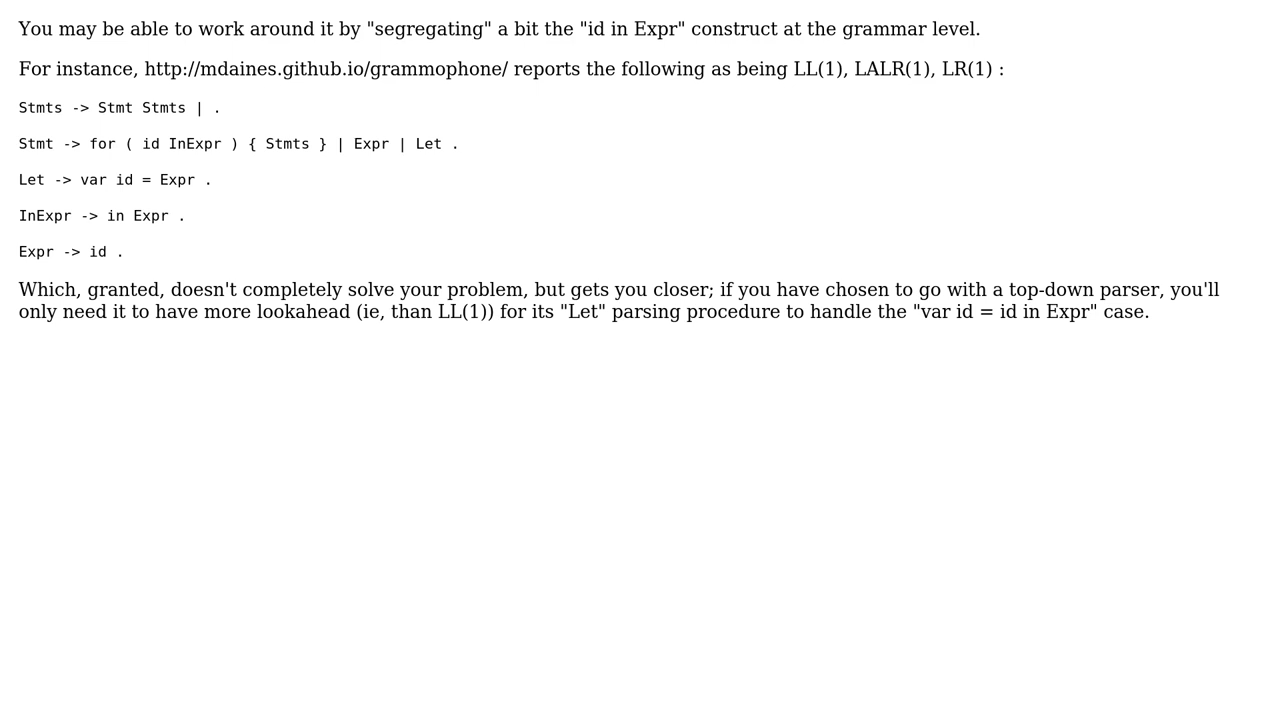 You may be able to work around it by "segregating" a bit the "id in Expr" construct at the grammar level.
For instance, http://mdaines.github.io/grammophone/ reports the following as being LL(1), LALR(1), LR(1) :
Stmts -> Stmt Stmts | .
Stmt -> for ( id InExpr ) { Stmts } | Expr | Let .
Let -> var id = Expr .
InExpr -> in Expr .
Expr -> id .
Which, granted, doesn't completely solve your problem, but gets you closer; if you have chosen to go with a top-down parser, you'll
only need it to have more lookahead (ie, than LL(1)) for its "Let" parsing procedure to handle the "var id = id in Expr" case.